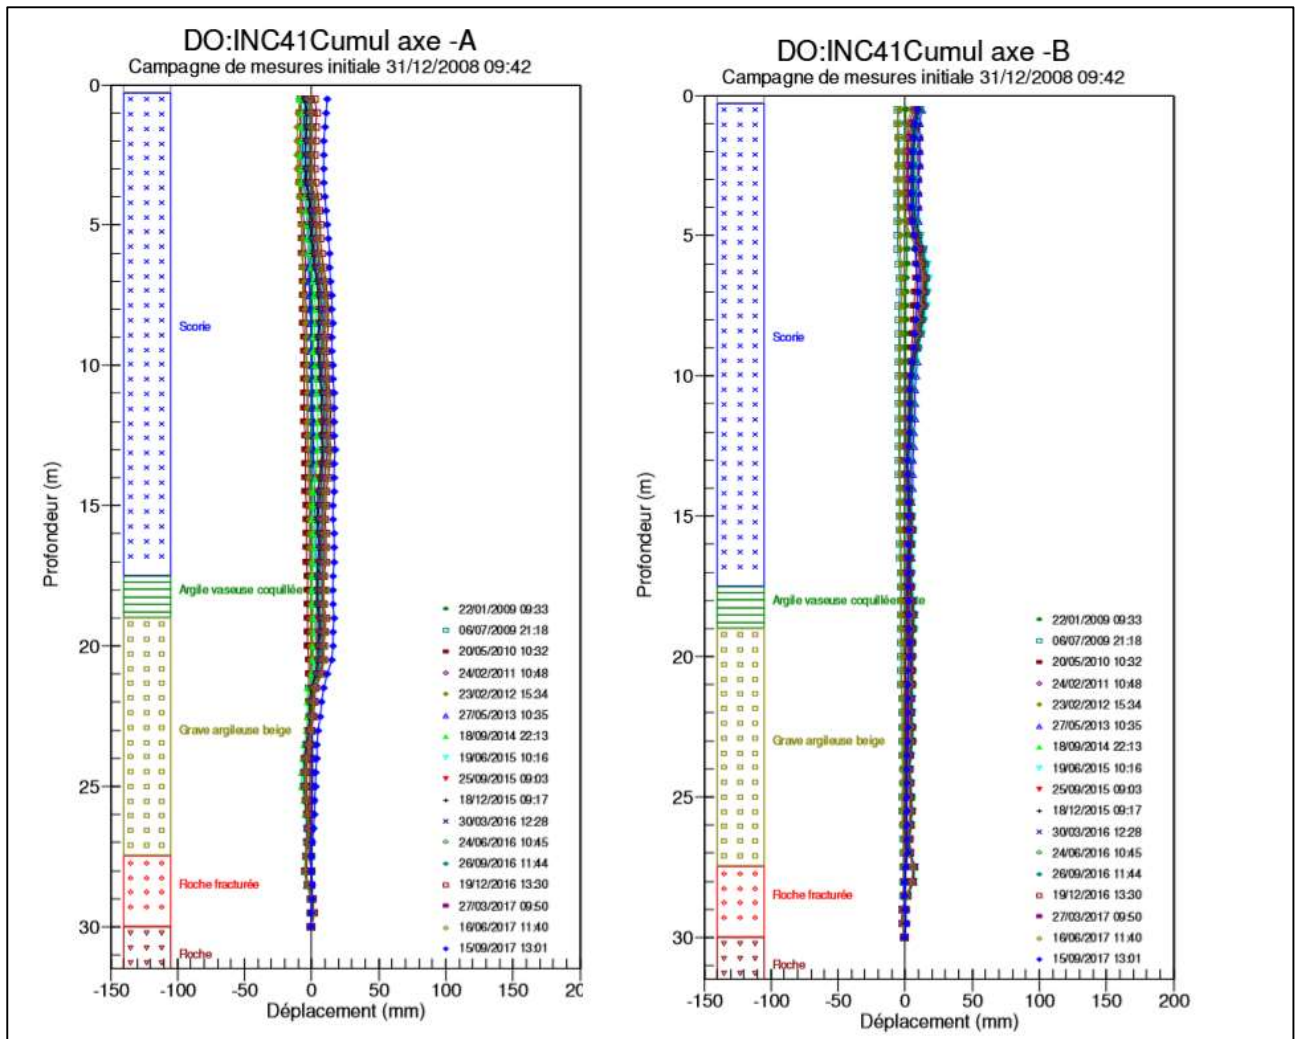 DO:INC41Cumul axe -A
Campagne de mesures initiale 31/12/2008 09:42
0
5
10
15
20
25
30
Profondeur (m)
Scorie
Argile vaseuse coquillée
Grave argileuse beige
Roche fracturée
Roche
22/01/2009 09:33
06/07/2009 21:18
20/05/2010 10:32
24/02/2011 10:48
23/02/2012 15:34
27/05/2013 10:35
18/09/2014 22:13
19/06/2015 10:16
25/09/2015 09:03
18/12/2015 09:17
30/03/2016 12:28
24/06/2016 10:45
26/09/2016 11:44
19/12/2016 13:30
27/03/2017 09:50
16/06/2017 11:40
15/09/2017 13:01
-150 -100 -50 0 50 100 150 20
Déplacement (mm)
DO:INC41Cumul axe -B
Campagne de mesures initiale 31/12/2008 09:42
0
5
10
15
20
25
30
Profondeur (m)
Scorie
Argile vaseuse coquillée
Grave argileuse beige
Roche fracturée
Roche
22/01/2009 09:33
06/07/2009 21:18
20/05/2010 10:32
24/02/2011 10:48
23/02/2012 15:34
27/05/2013 10:35
18/09/2014 22:13
19/06/2015 10:16
25/09/2015 09:03
18/12/2015 09:17
30/03/2016 12:28
24/06/2016 10:45
26/09/2016 11:44
19/12/2016 13:30
27/03/2017 09:50
16/06/2017 11:40
15/09/2017 13:01
-150 -100 -50 0 50 100 150 200
Déplacement (mm)